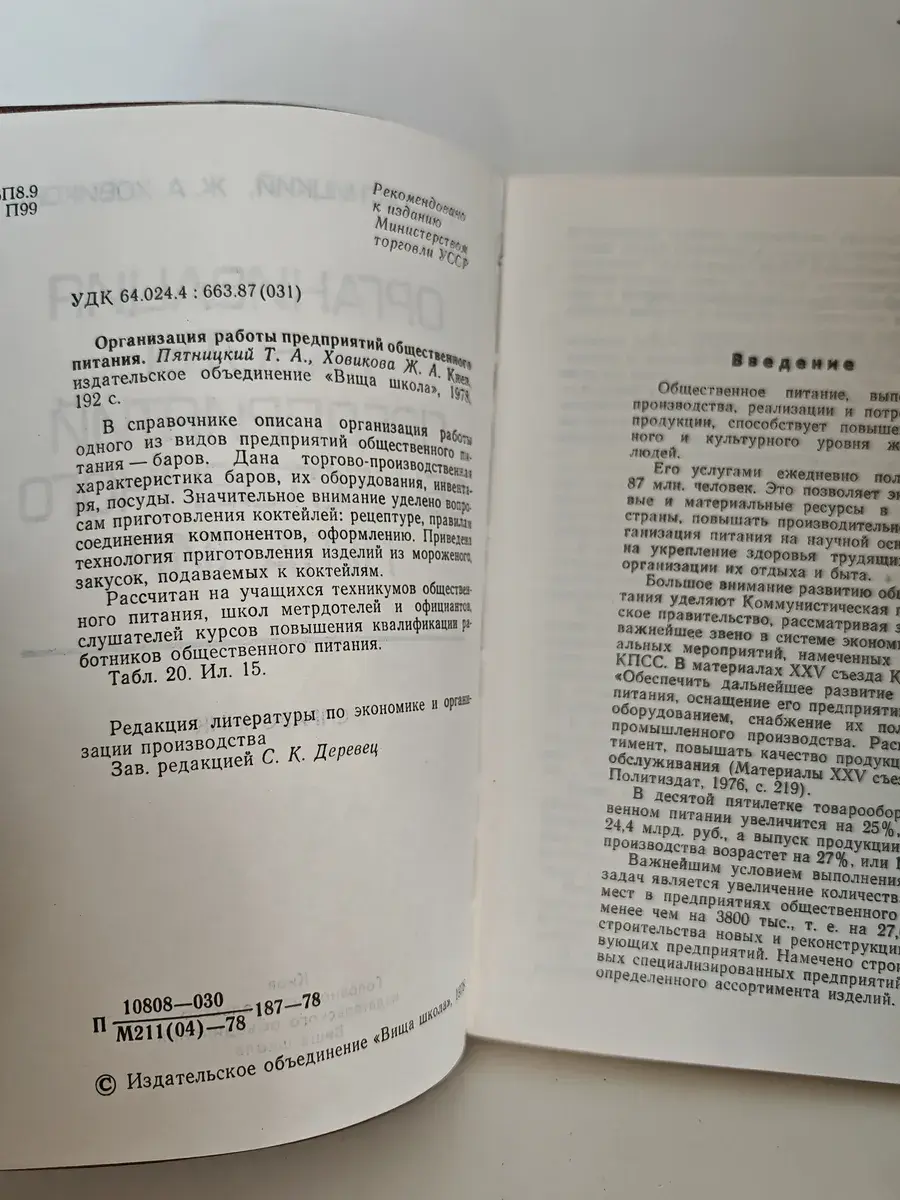 6П8.9
П99
Рекомендовано
к изданию
Министерством
торговли УССР
УДК 64.024.4 : 663.87 (031)
Организация работы предприятий общественного
питания. Пятницкий Т. А., Ховикова Ж. А. Киев,
издательское объединение «Вища школа», 1978,
192 с.
В справочнике описана организация работы
одного из видов предприятий общественного пи-
тания — баров. Дана торгово-производственная
характеристика баров, их оборудования, инвента-
ря, посуды. Значительное внимание уделено вопро-
сам приготовления коктейлей: рецептуре, правилам
соединения компонентов, оформлению. Приведена
технология приготовления изделий из мороженого,
закусок, подаваемых к коктейлям.
Рассчитан на учащихся техникумов обществен-
ного питания, школ метрдотелей и официантов,
слушателей курсов повышения квалификации ра-
ботников общественного питания.
Табл. 20. Ил. 15.
Редакция литературы по экономике и органи-
зации производства
Зав. редакцией С. К. Деревец
П 10808—030
М211(04)—78 187—78
© Издательское объединение «Вища школа», 1978
Введение
Общественное питание,
производства, реализации и
продукции, способствует
ного и культурного уровня
людей.
Его услугами ежедневно
87 млн. человек. Это позволяет
вые и материальные ресурсы в
страны, повышать
ганизация питания на научной
на укрепление здоровья
организации их отдыха и быта.
Большое внимание развитию
тания уделяют Коммунистическая
ское правительство, рассматривая
важнейшее звено в системе
альных мероприятий, намеченных
КПСС. В материалах XXV съезда
«Обеспечить дальнейшее развитие
питания, оснащение его
оборудованием, снабжение их
промышленного производства.
тимент, повышать качество
обслуживания (Материалы XXV
Политиздат, 1976, с. 219).
В десятой пятилетке
венном питании увеличится на 25%,
24,4 млрд. руб., а выпуск продукции
производства возрастет на 27%, или
Важнейшим условием выполнения
задач является увеличение
мест в предприятиях общественного
менее чем на 3800 тыс., т. е. на
строительства новых и
вующих предприятий. Намечено
вых специализированных предприятий
определенного ассортимента изделий.